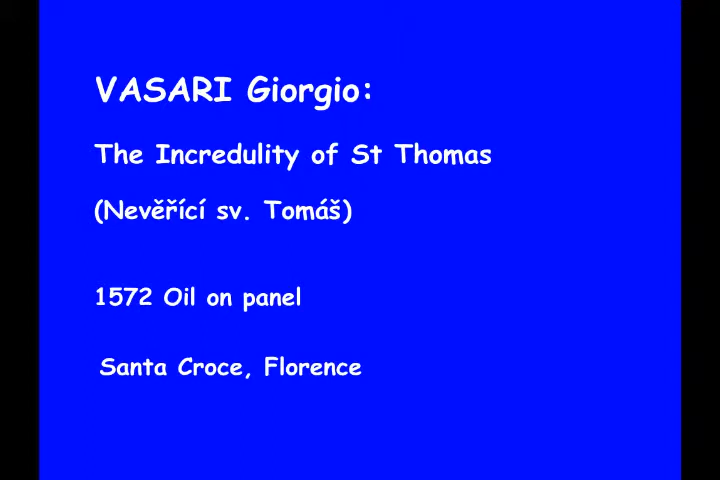 VASARI Giorgio:
The Incredulity of St Thomas
(Nevěřící sv. Tomáš)
1572 Oil on panel
Santa Croce, Florence